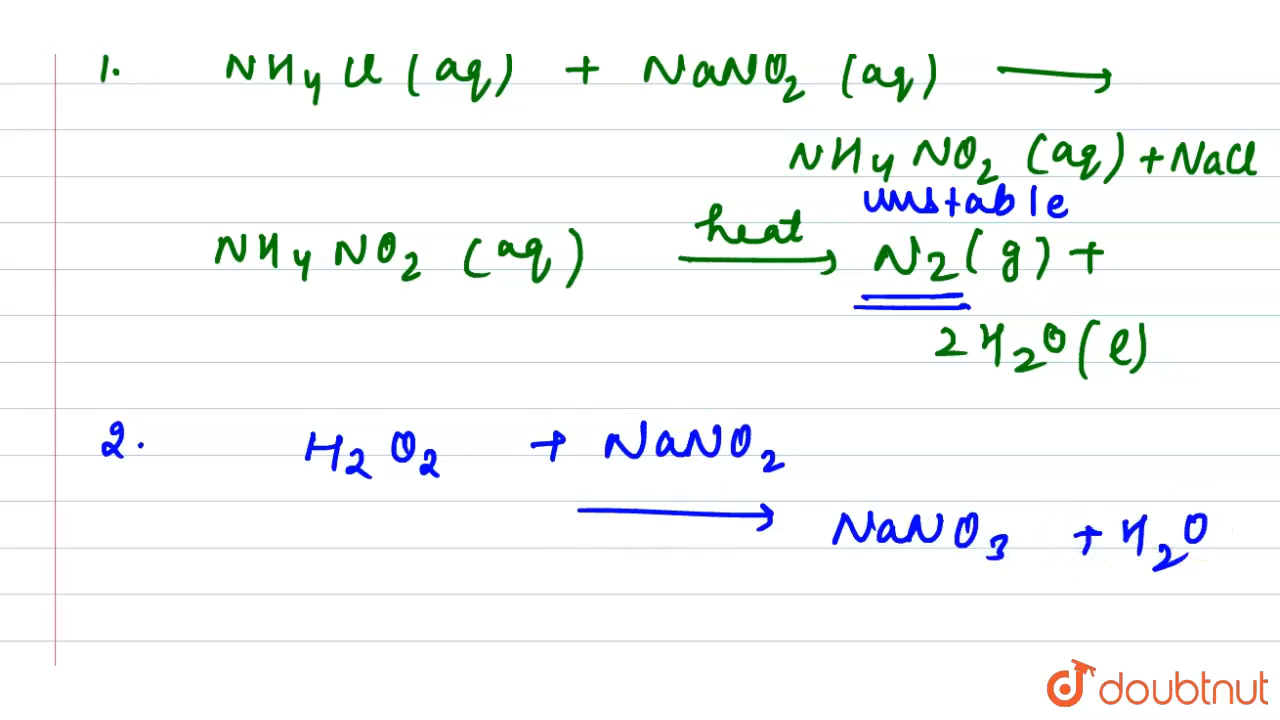 1. NH4Cl (aq) + NaNO2 (aq) ⟶
NH4NO2 (aq) + NaCl
unstable
heat
NH4NO2 (aq) ⟶ N2(g) +
2H2O(l)
2. H2O2 + NaNO2
⟶ NaNO3 + H2O
doubtnut